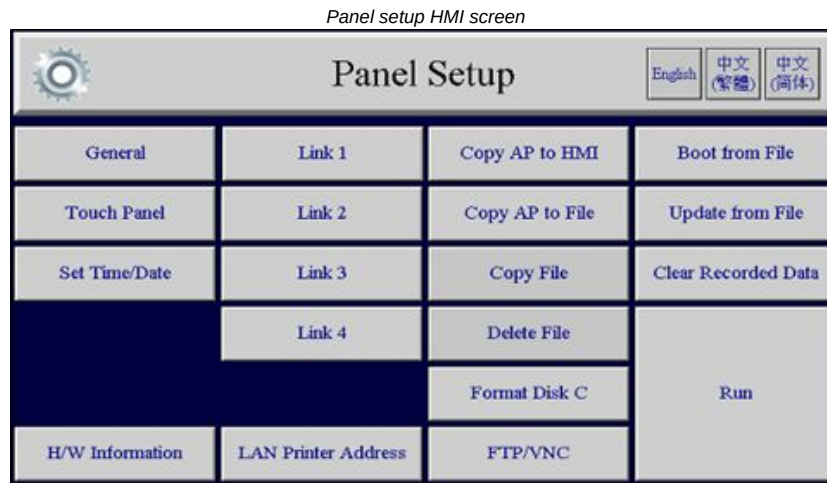 Panel setup HMI screen
Panel Setup
English
中文
(繁體)
中文
(简体)
General
Link 1
Copy AP to HMI
Boot from File
Touch Panel
Link 2
Copy AP to File
Update from File
Set Time/Date
Link 3
Copy File
Clear Recorded Data
Link 4
Delete File
Format Disk C
Run
H/W Information
LAN Printer Address
FTP/VNC